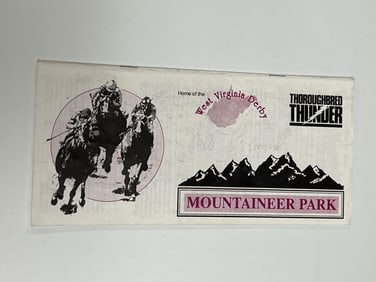 Home of the
West Virginia Derby
THOROUGHBRED
THUNDER
MOUNTAINEER PARK